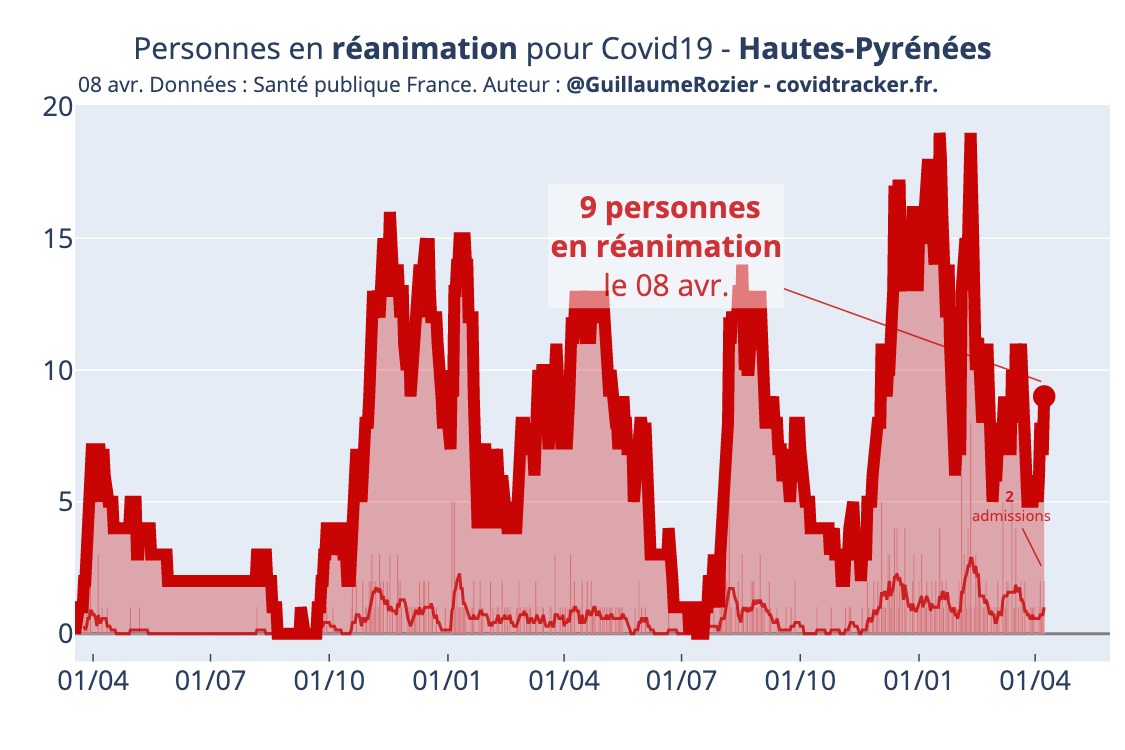 Personnes en réanimation pour Covid19 - Hautes-Pyrénées
08 avr. Données : Santé publique France. Auteur : @GuillaumeRozier - covidtracker.fr.
20
15
10
5
0
9 personnes
en réanimation
le 08 avr.
2
admissions
01/04
01/07
01/10
01/01
01/04
01/07
01/10
01/01
01/04